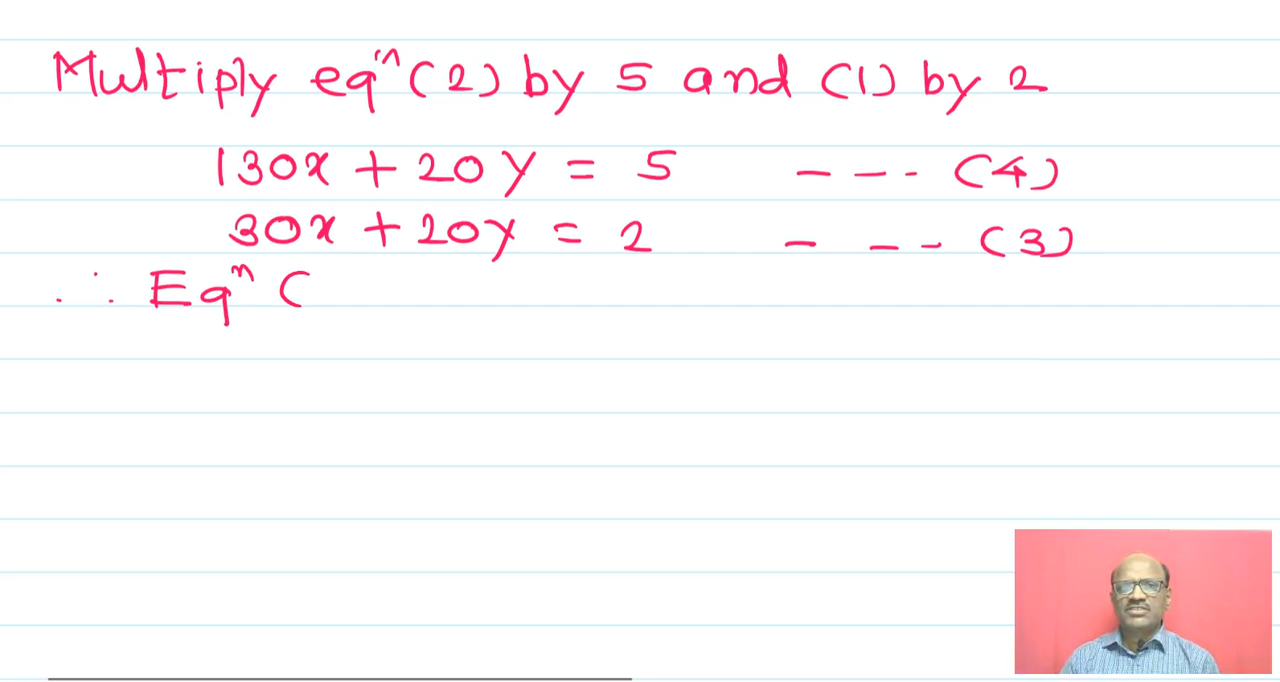 Multiply eqⁿ (2) by 5 and (1) by 2
130x + 20y = 5 --- (4)
30x + 20y = 2 --- (3)
∴ Eqⁿ (